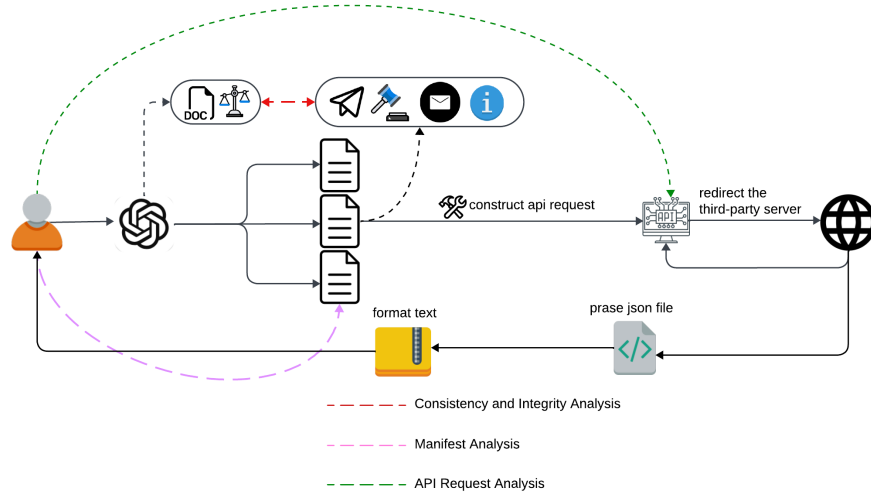 DOC
i
construct api request
API
redirect the
third-party server
prase json file
format text
</>
Consistency and Integrity Analysis
Manifest Analysis
API Request Analysis